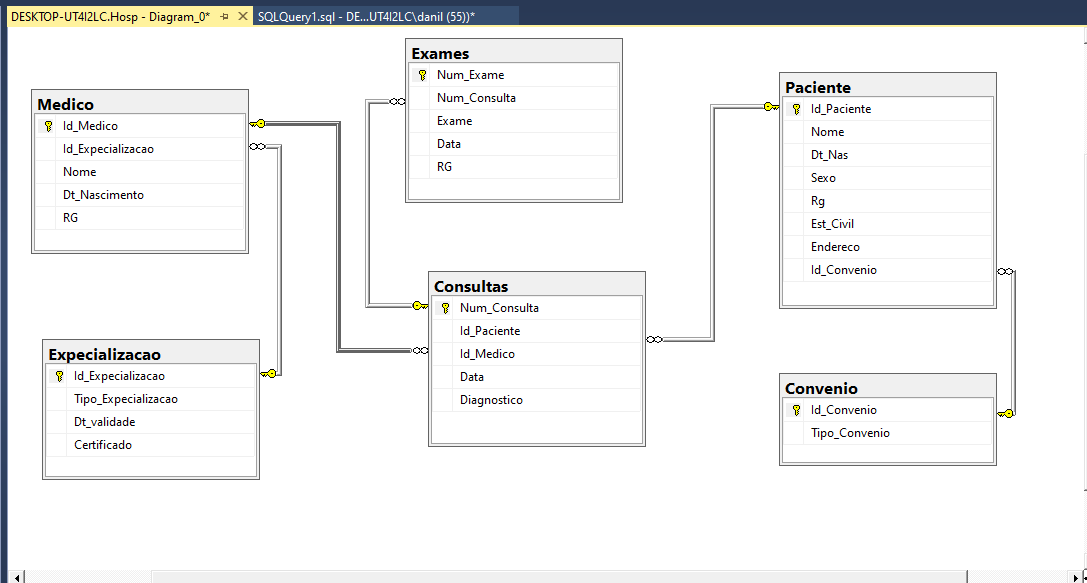 DESKTOP-UT4I2LC.Hosp - Diagram_0*
SQLQuery1.sql - DE...UT4I2LC\danil (55))*
Medico
Id_Medico
Id_Expecializacao
Nome
Dt_Nascimento
RG
Exames
Num_Exame
Num_Consulta
Exame
Data
RG
Paciente
Id_Paciente
Nome
Dt_Nas
Sexo
Rg
Est_Civil
Endereco
Id_Convenio
Expecializacao
Id_Expecializacao
Tipo_Expecializacao
Dt_validade
Certificado
Consultas
Num_Consulta
Id_Paciente
Id_Medico
Data
Diagnostico
Convenio
Id_Convenio
Tipo_Convenio